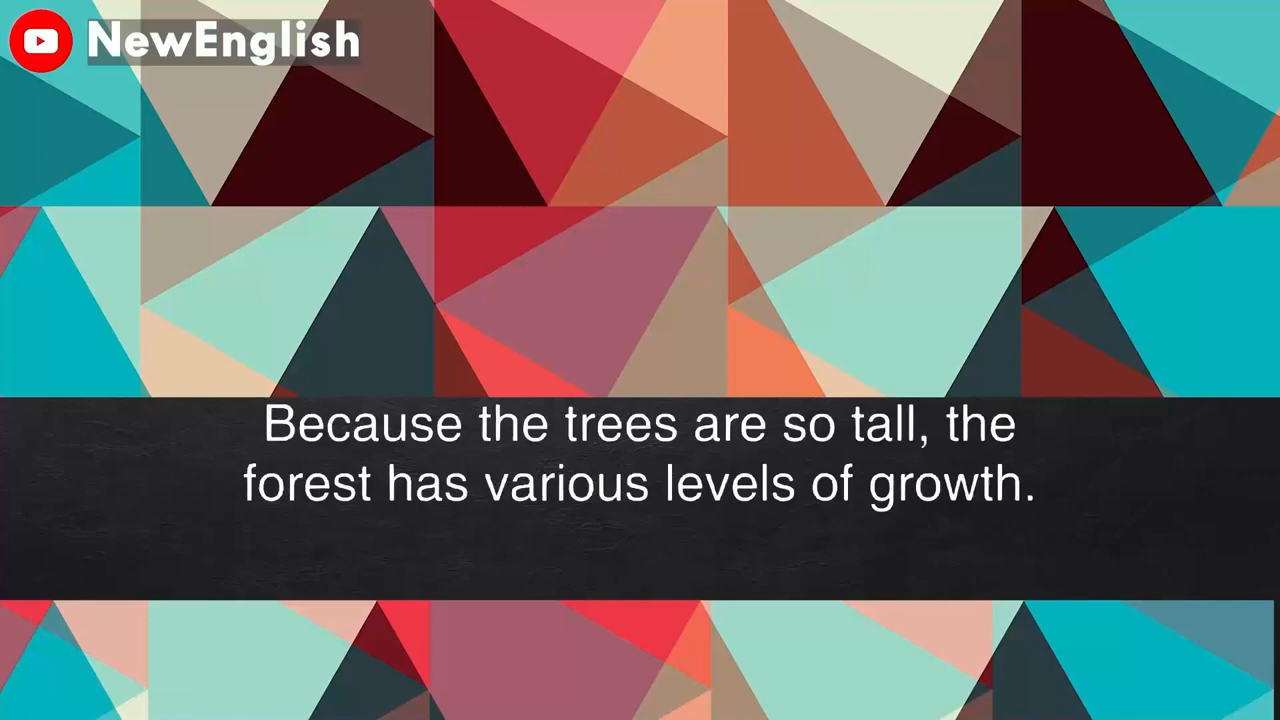 NewEnglish
Because the trees are so tall, the
forest has various levels of growth.